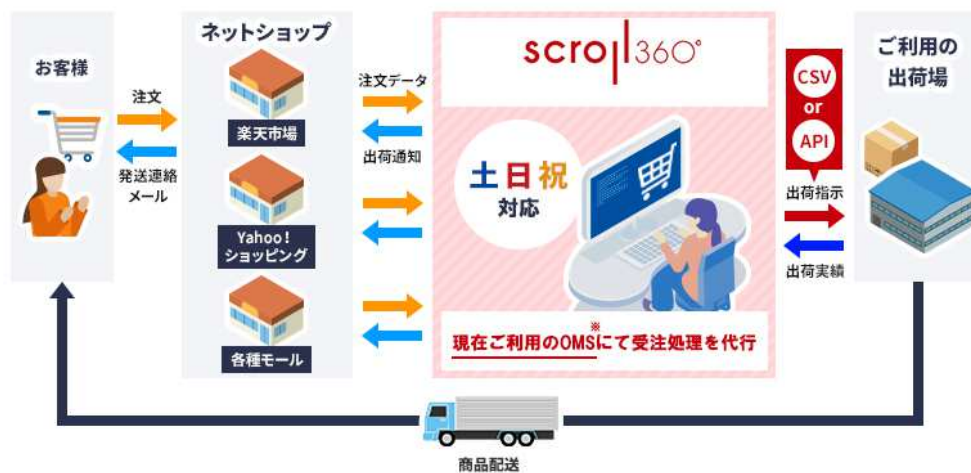 お客様
注文
発送連絡
メール
ネットショップ
楽天市場
Yahoo!
ショッピング
各種モール
注文データ
出荷通知
scroll360°
土日祝
対応
※
現在ご利用のOMSにて受注処理を代行
CSV
or
API
出荷指示
出荷実績
ご利用の
出荷場
商品配送